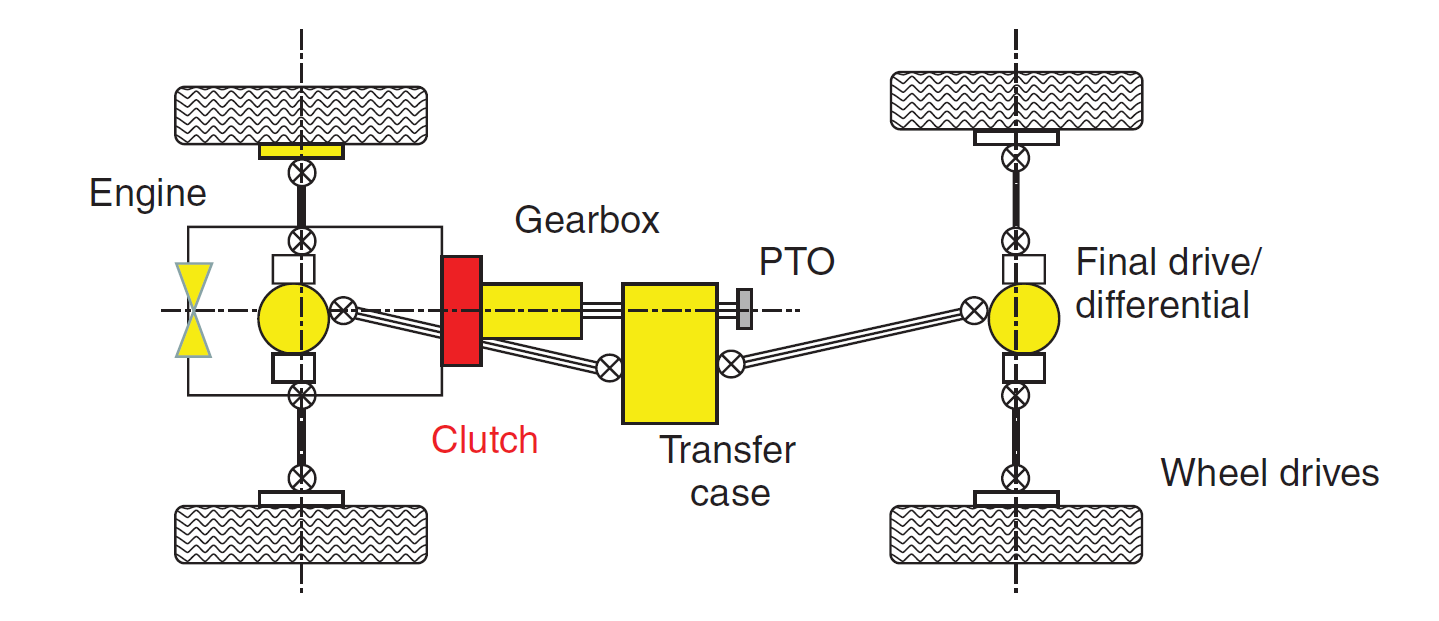 Engine
Gearbox
PTO
Final drive/
differential
Clutch
Transfer
case
Wheel drives